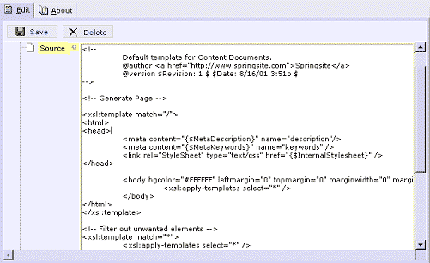 Edit About
Save Delete
Source
<!--
Default template for Content Documents.
@author <a href="http://www.springsite.com">Springsite</a>
@version $Revision: 1 $ $Date: 8/16/01 3:51p $
-->
<!-- Generate Page -->
<xsl:template match="/">
<html>
<head>
<meta content="{$MetaDescription}" name="description"/>
<meta content="{$MetaKeywords}" name="keywords"/>
<link rel="StyleSheet" type="text/css" href="{$InternalStylesheet}" />
</head>
<body bgcolor="#FFFFFF" leftmargin="0" topmargin="0" marginwidth="0" margi
<xsl:apply-templates select="*" />
</body>
</html>
</xsl:template>
<!-- Filter out unwanted elements -->
<xsl:template match="*">
<xsl:apply-templates select="*" />